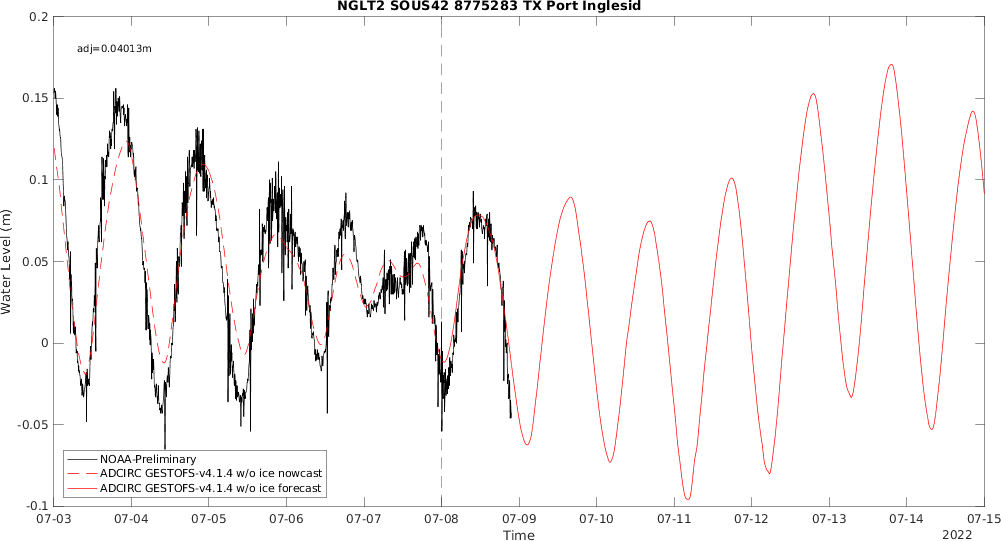 NGLT2 SOUS42 8775283 TX Port Inglesid
adj=0.04013m
0.2
0.15
0.1
0.05
0
-0.05
-0.1
Water Level (m)
NOAA-Preliminary
ADCIRC GESTOFS-v4.1.4 w/o ice nowcast
ADCIRC GESTOFS-v4.1.4 w/o ice forecast
07-03 07-04 07-05 07-06 07-07 07-08 07-09 07-10 07-11 07-12 07-13 07-14 07-15
Time
2022